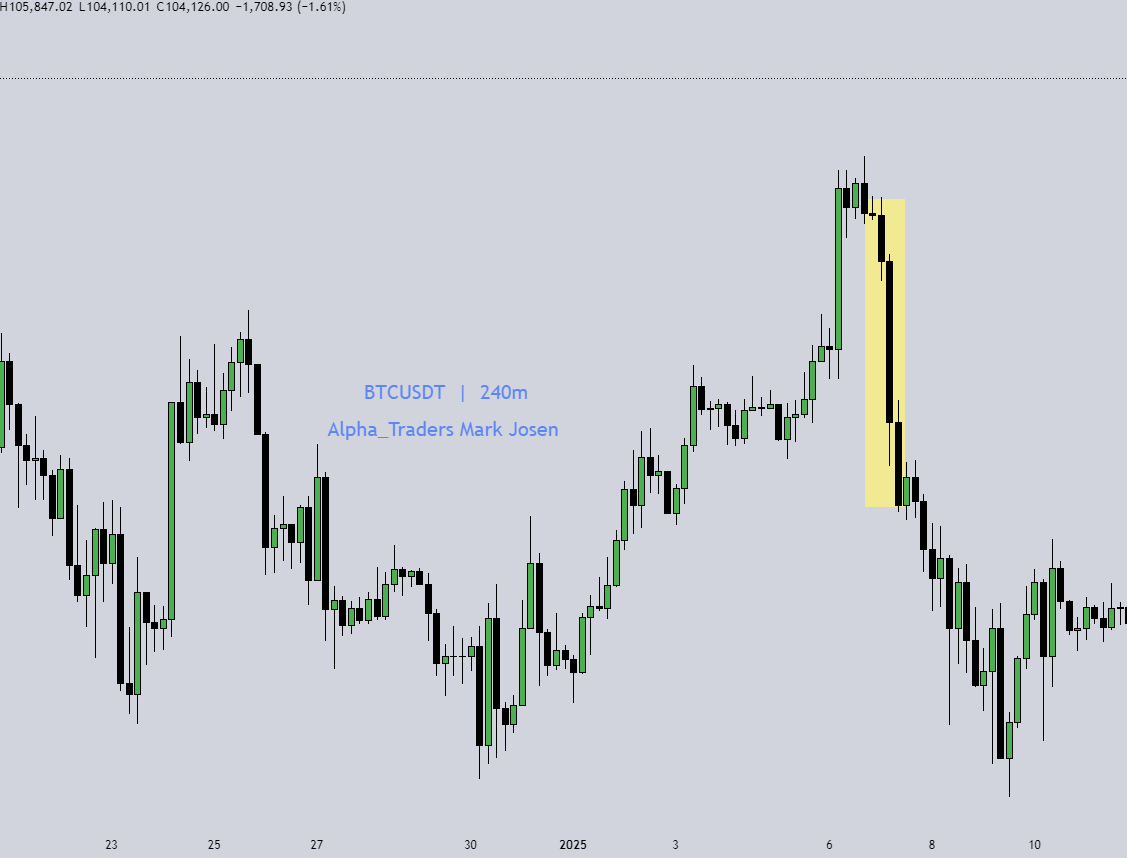 H105,847.02 L104,110.01 C104,126.00 −1,708.93 (−1.61%)
BTCUSDT | 240m
Alpha_Traders Mark Josen
23 25 27 30 2025 3 6 8 10